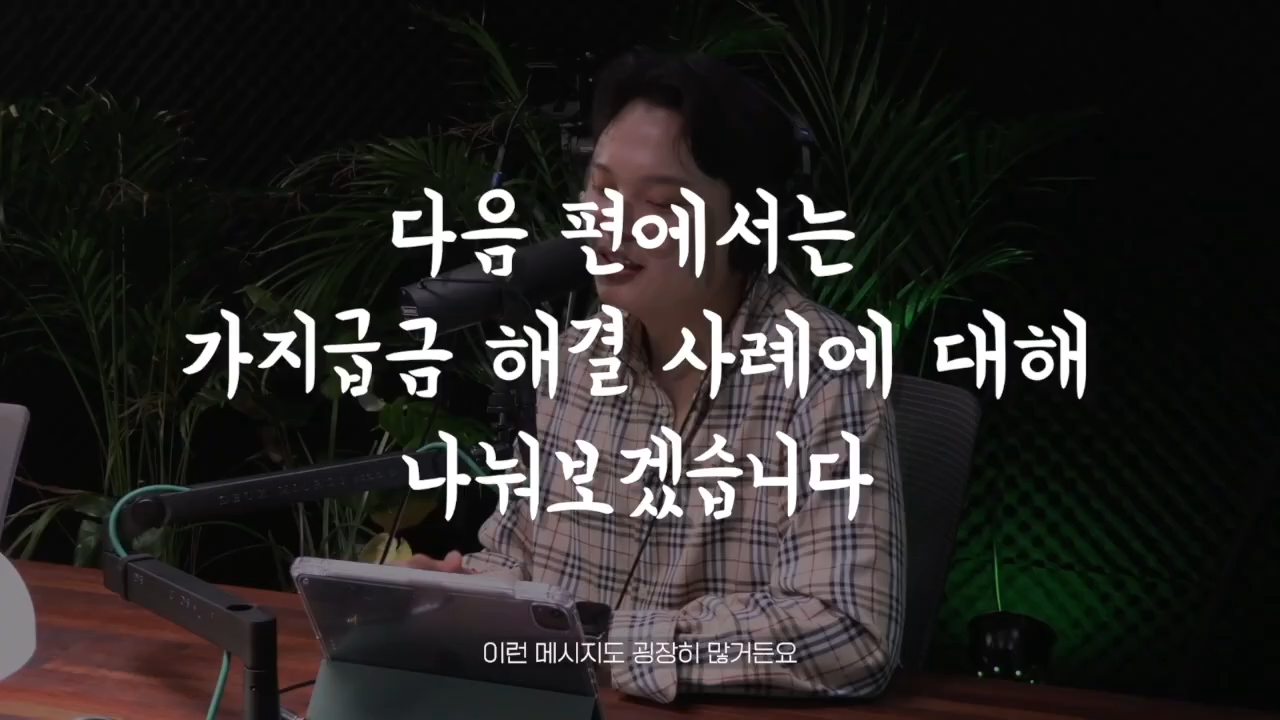 다음 편에서는
가지급금 해결 사례에 대해
나눠보겠습니다
이런 메시지도 굉장히 많거든요